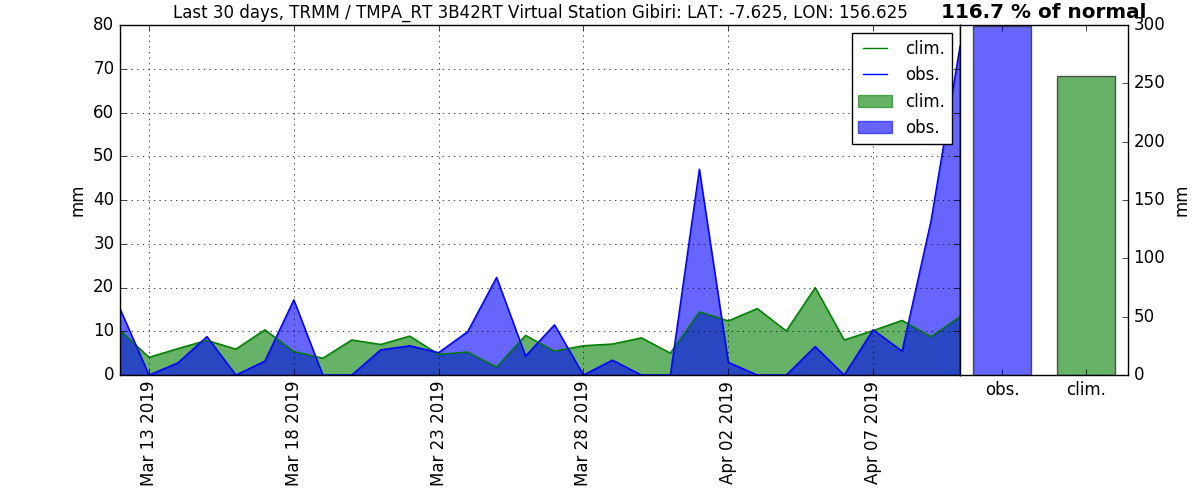 Last 30 days, TRMM / TMPA_RT 3B42RT Virtual Station Gibiri: LAT: -7.625, LON: 156.625
116.7 % of normal
80
70
60
50
40
30
20
10
0
mm
clim.
obs.
clim.
obs.
300
250
200
150
100
50
0
mm
obs.
clim.
Mar 13 2019
Mar 18 2019
Mar 23 2019
Mar 28 2019
Apr 02 2019
Apr 07 2019